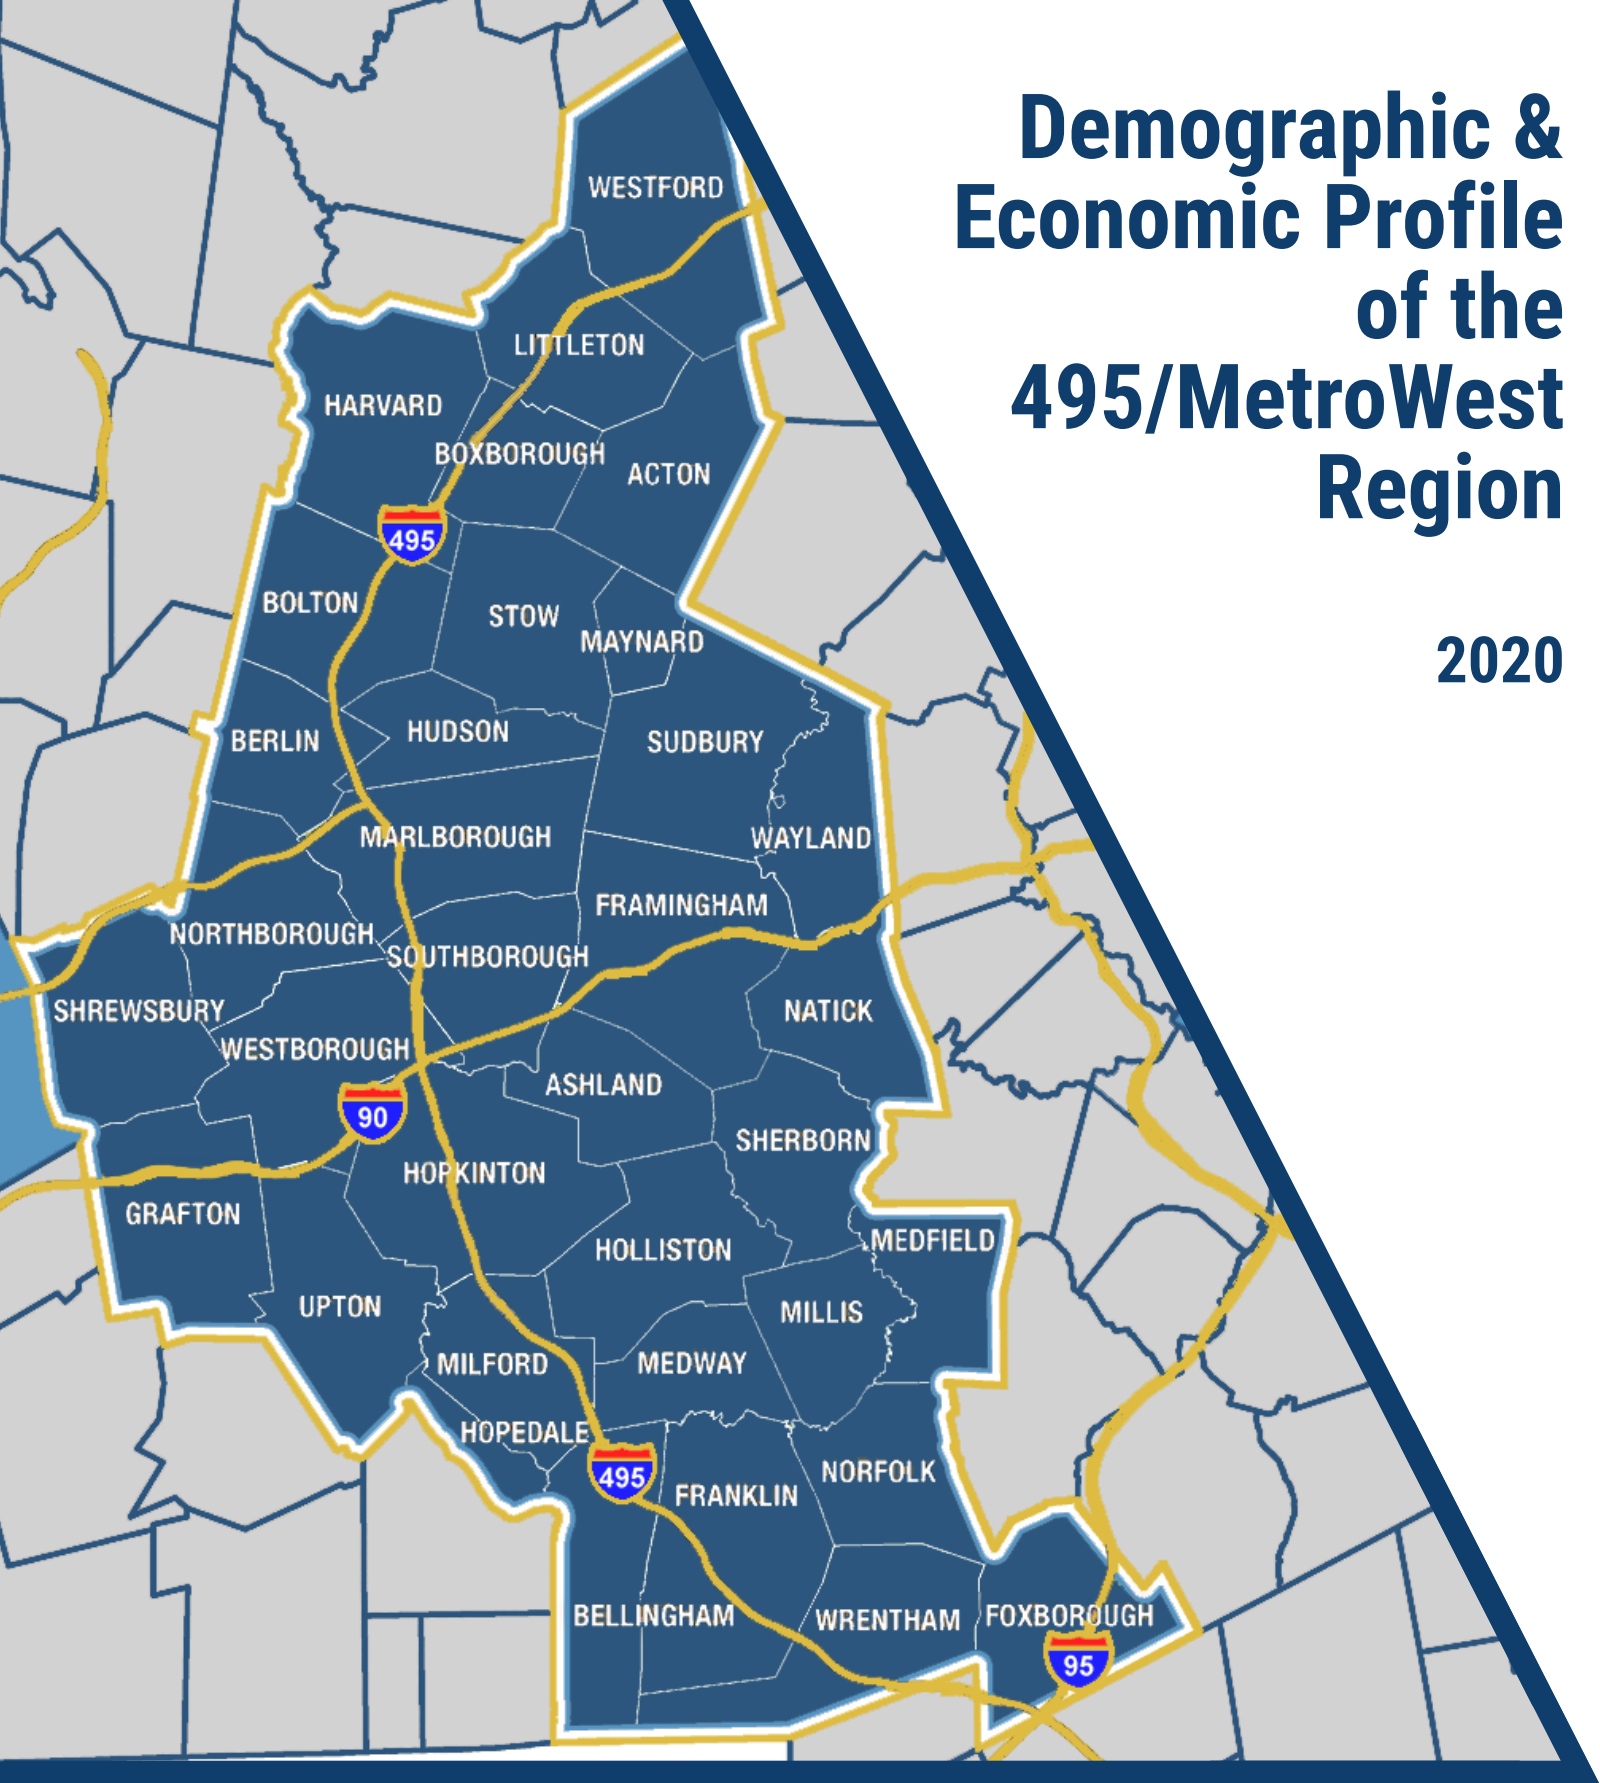 Demographic &
Economic Profile
of the
495/MetroWest
Region
2020
WESTFORD
LITTLETON
HARVARD
BOXBOROUGH
ACTON
495
BOLTON
STOW
MAYNARD
BERLIN
HUDSON
SUDBURY
MARLBOROUGH
WAYLAND
FRAMINGHAM
NORTHBOROUGH
SOUTHBOROUGH
SHREWSBURY
NATICK
WESTBOROUGH
ASHLAND
90
SHERBORN
HOPKINTON
GRAFTON
HOLLISTON
MEDFIELD
UPTON
MILLIS
MILFORD
MEDWAY
HOPEDALE
495
FRANKLIN
NORFOLK
BELLINGHAM
WRENTHAM
FOXBOROUGH
95